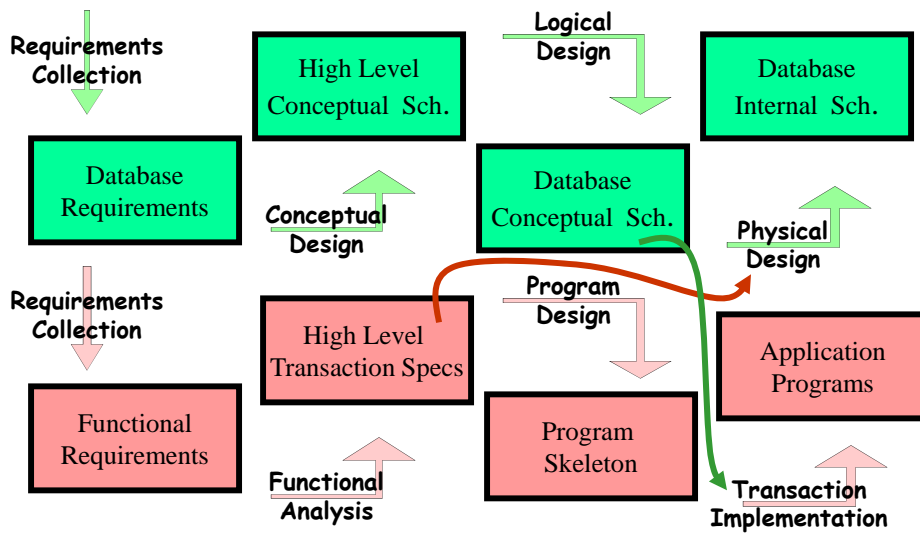 Requirements
Collection
High Level
Conceptual Sch.
Logical
Design
Database
Internal Sch.
Database
Requirements
Conceptual
Design
Database
Conceptual Sch.
Physical
Design
Requirements
Collection
High Level
Transaction Specs
Program
Design
Application
Programs
Functional
Requirements
Functional
Analysis
Program
Skeleton
Transaction
Implementation